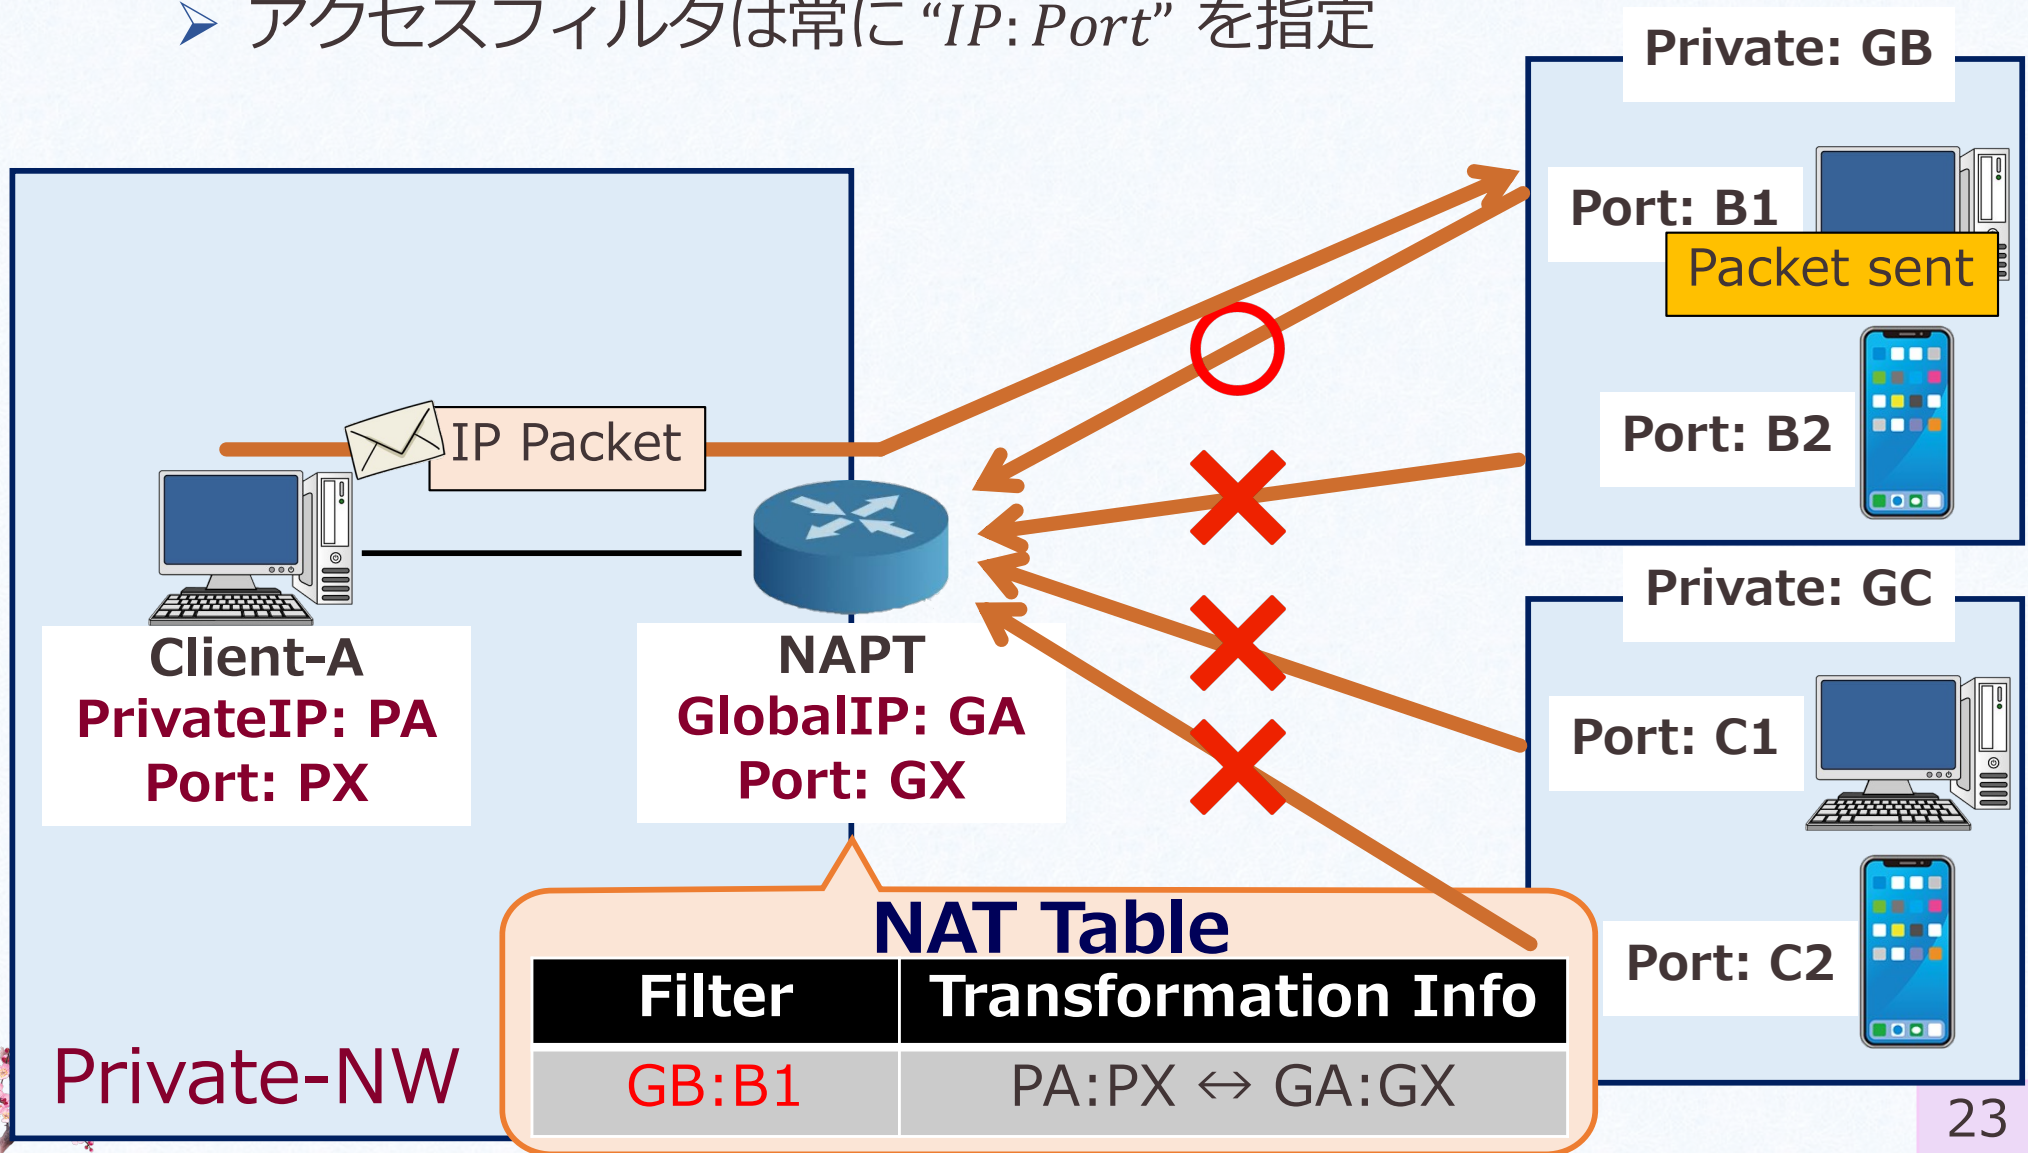 ➢ アクセスフィルタは常に “IP: Port” を指定
Private: GB
Port: B1
Packet sent
Port: B2
IP Packet
Client-A
PrivateIP: PA
Port: PX
NAPT
GlobalIP: GA
Port: GX
Private: GC
Port: C1
Port: C2
NAT Table
Filter Transformation Info
GB:B1 PA:PX ↔ GA:GX
Private-NW
23